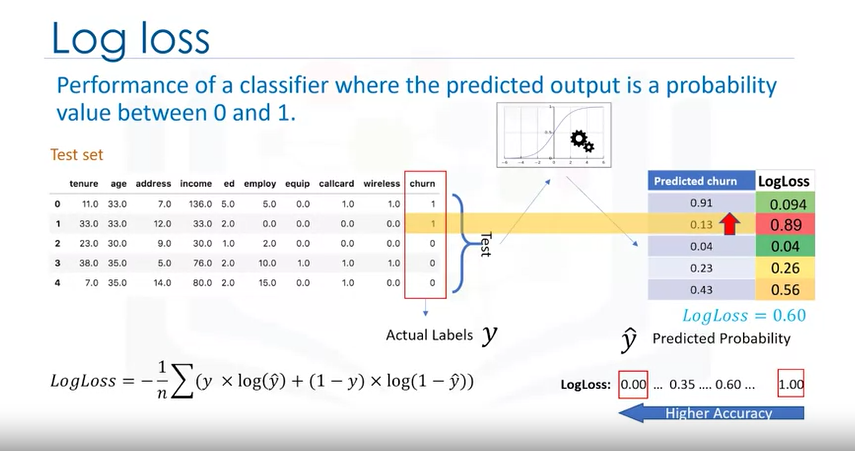 Log loss
Performance of a classifier where the predicted output is a probability
value between 0 and 1.
Test set
tenure age address income ed employ equip callcard wireless churn
0 11.0 33.0 7.0 136.0 5.0 5.0 0.0 1.0 1.0 1
1 33.0 33.0 12.0 33.0 2.0 0.0 0.0 0.0 0.0 1
2 23.0 30.0 9.0 30.0 1.0 2.0 0.0 0.0 0.0 0
3 38.0 35.0 5.0 76.0 2.0 10.0 1.0 1.0 1.0 0
4 7.0 35.0 14.0 80.0 2.0 15.0 0.0 1.0 0.0 0
Test
Predicted churn LogLoss
0.91 0.094
0.13 0.89
0.04 0.04
0.23 0.26
0.43 0.56
LogLoss = 0.60
Actual Labels y
ŷ Predicted Probability
LogLoss = −1/n ∑(y × log(ŷ) + (1 − y) × log(1 − ŷ))
LogLoss: 0.00 ... 0.35 .... 0.60 ... 1.00
Higher Accuracy